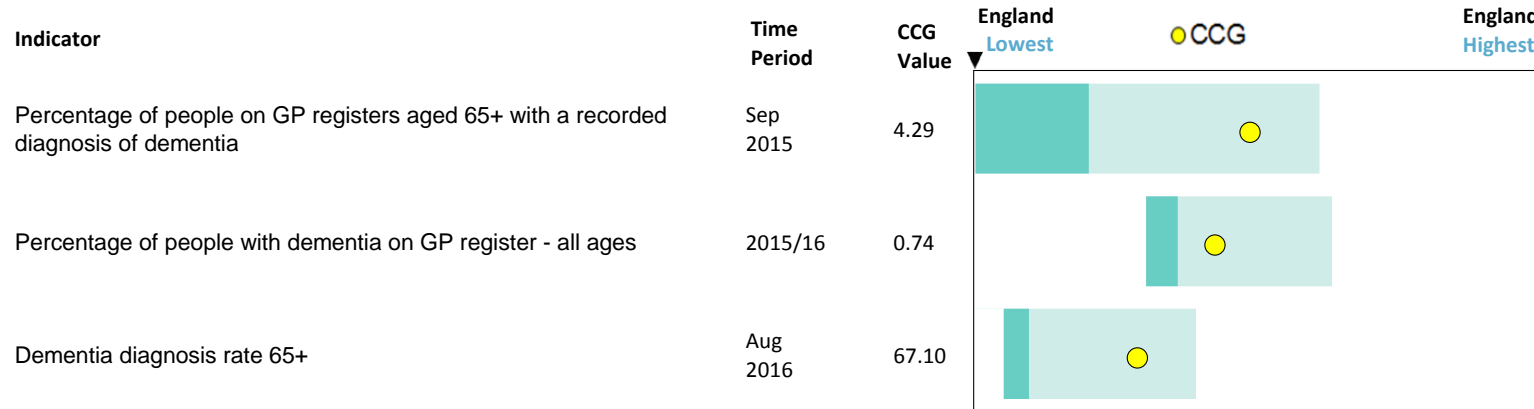 Indicator
Time
Period
CCG
Value
England
Lowest
CCG
England
Highest
Percentage of people on GP registers aged 65+ with a recorded
diagnosis of dementia
Sep
2015
4.29
Percentage of people with dementia on GP register - all ages
2015/16
0.74
Dementia diagnosis rate 65+
Aug
2016
67.10